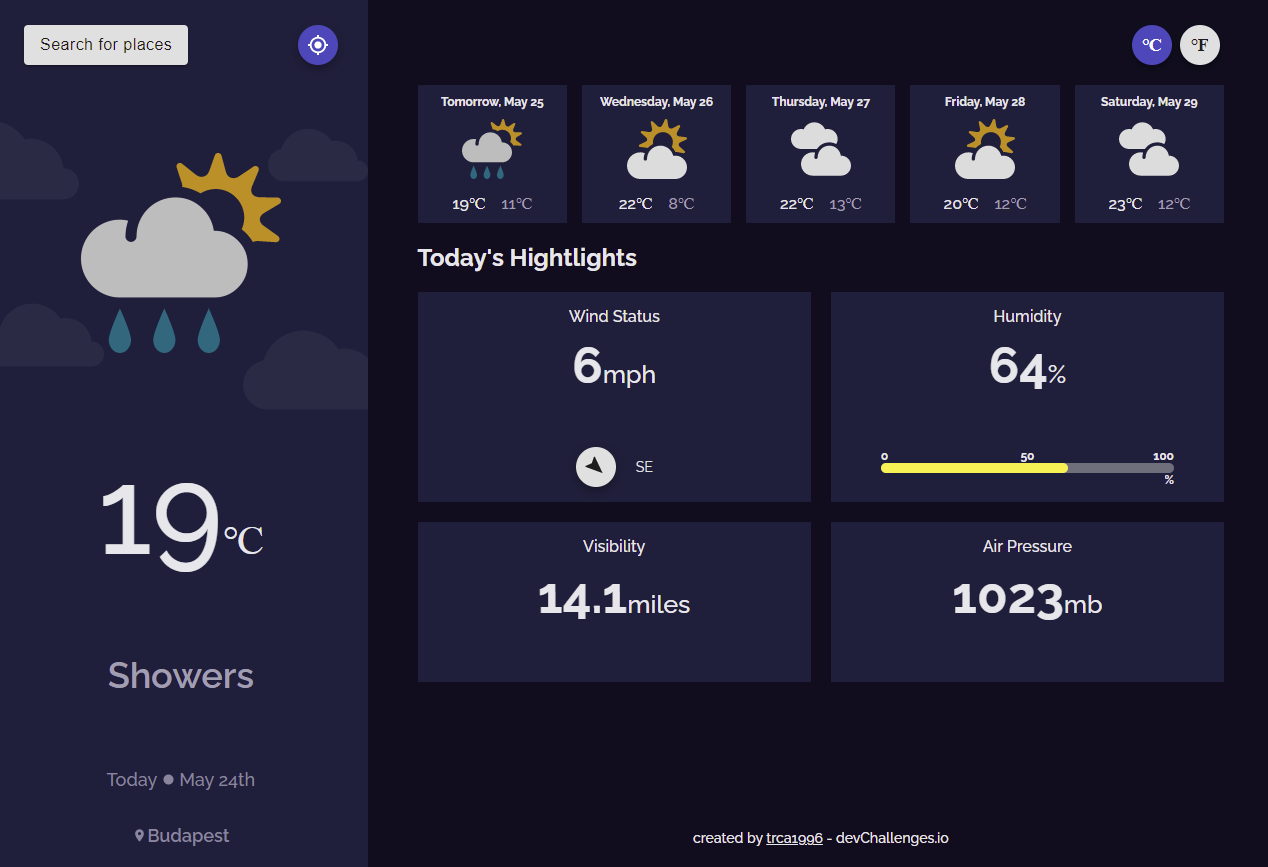 Search for places
19℃
Showers
Today ● May 24th
Budapest
℃ ℉
Tomorrow, May 25
19℃ 11℃
Wednesday, May 26
22℃ 8℃
Thursday, May 27
22℃ 13℃
Friday, May 28
20℃ 12℃
Saturday, May 29
23℃ 12℃
Today's Hightlights
Wind Status
6mph
SE
Humidity
64%
0 50 100
%
Visibility
14.1miles
Air Pressure
1023mb
created by trca1996 - devChallenges.io